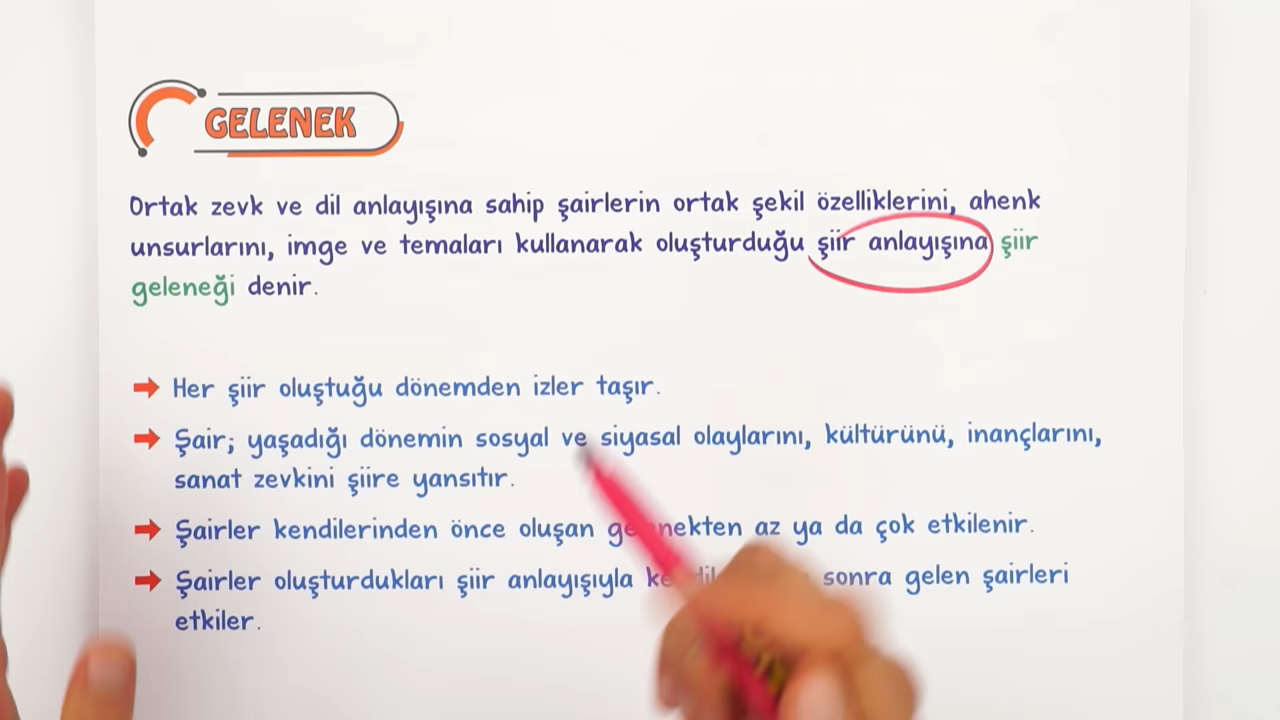 GELENEK
Ortak zevk ve dil anlayışına sahip şairlerin ortak şekil özelliklerini, ahenk
unsurlarını, imge ve temaları kullanarak oluşturduğu şiir anlayışına şiir
geleneği denir.
Her şiir oluştuğu dönemden izler taşır.
Şair; yaşadığı dönemin sosyal ve siyasal olaylarını, kültürünü, inançlarını,
sanat zevkini şiire yansıtır.
Şairler kendilerinden önce oluşan gelenekten az ya da çok etkilenir.
Şairler oluşturdukları şiir anlayışıyla sonra gelen şairleri
etkiler.